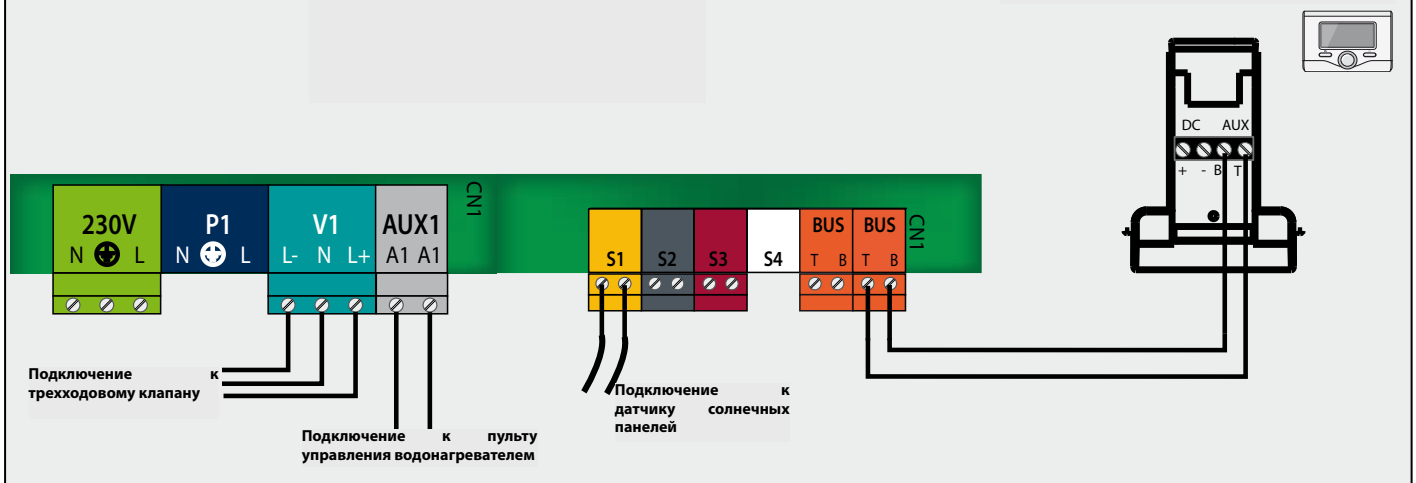 DC AUX
+ - B T
230V
N L
P1
N L
V1
L- N L+
AUX1
A1 A1
CN1
S1
S2
S3
S4
BUS
T B
BUS
T B
CN1
Подключение к
трехходовому клапану
Подключение к пульту
управления водонагревателем
Подключение к
датчику солнечных
панелей